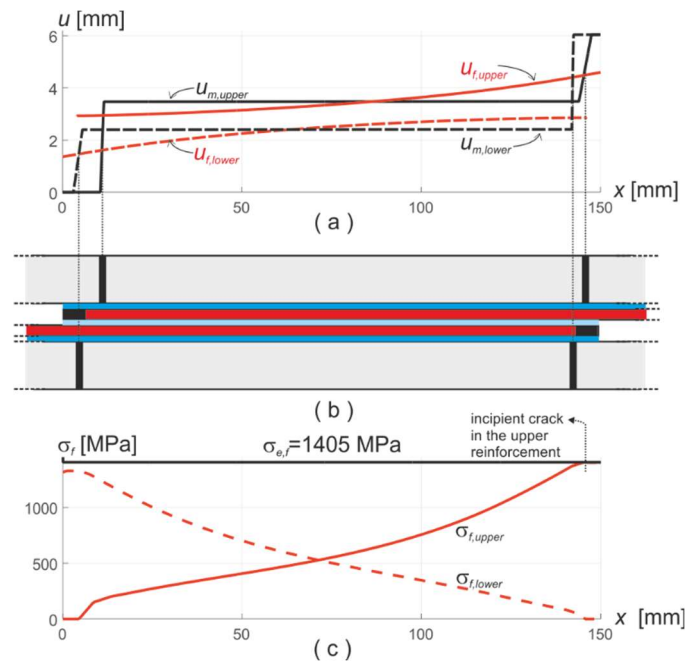 u [mm]
6
u_m,upper
u_f,upper
4
2
u_f,lower
u_m,lower
0
x [mm]
0
50
100
150
( a )
( b )
incipient crack
in the upper
reinforcement
σ_f [MPa]
σ_e,f=1405 MPa
1000
σ_f,upper
500
σ_f,lower
0
x [mm]
0
50
100
150
( c )